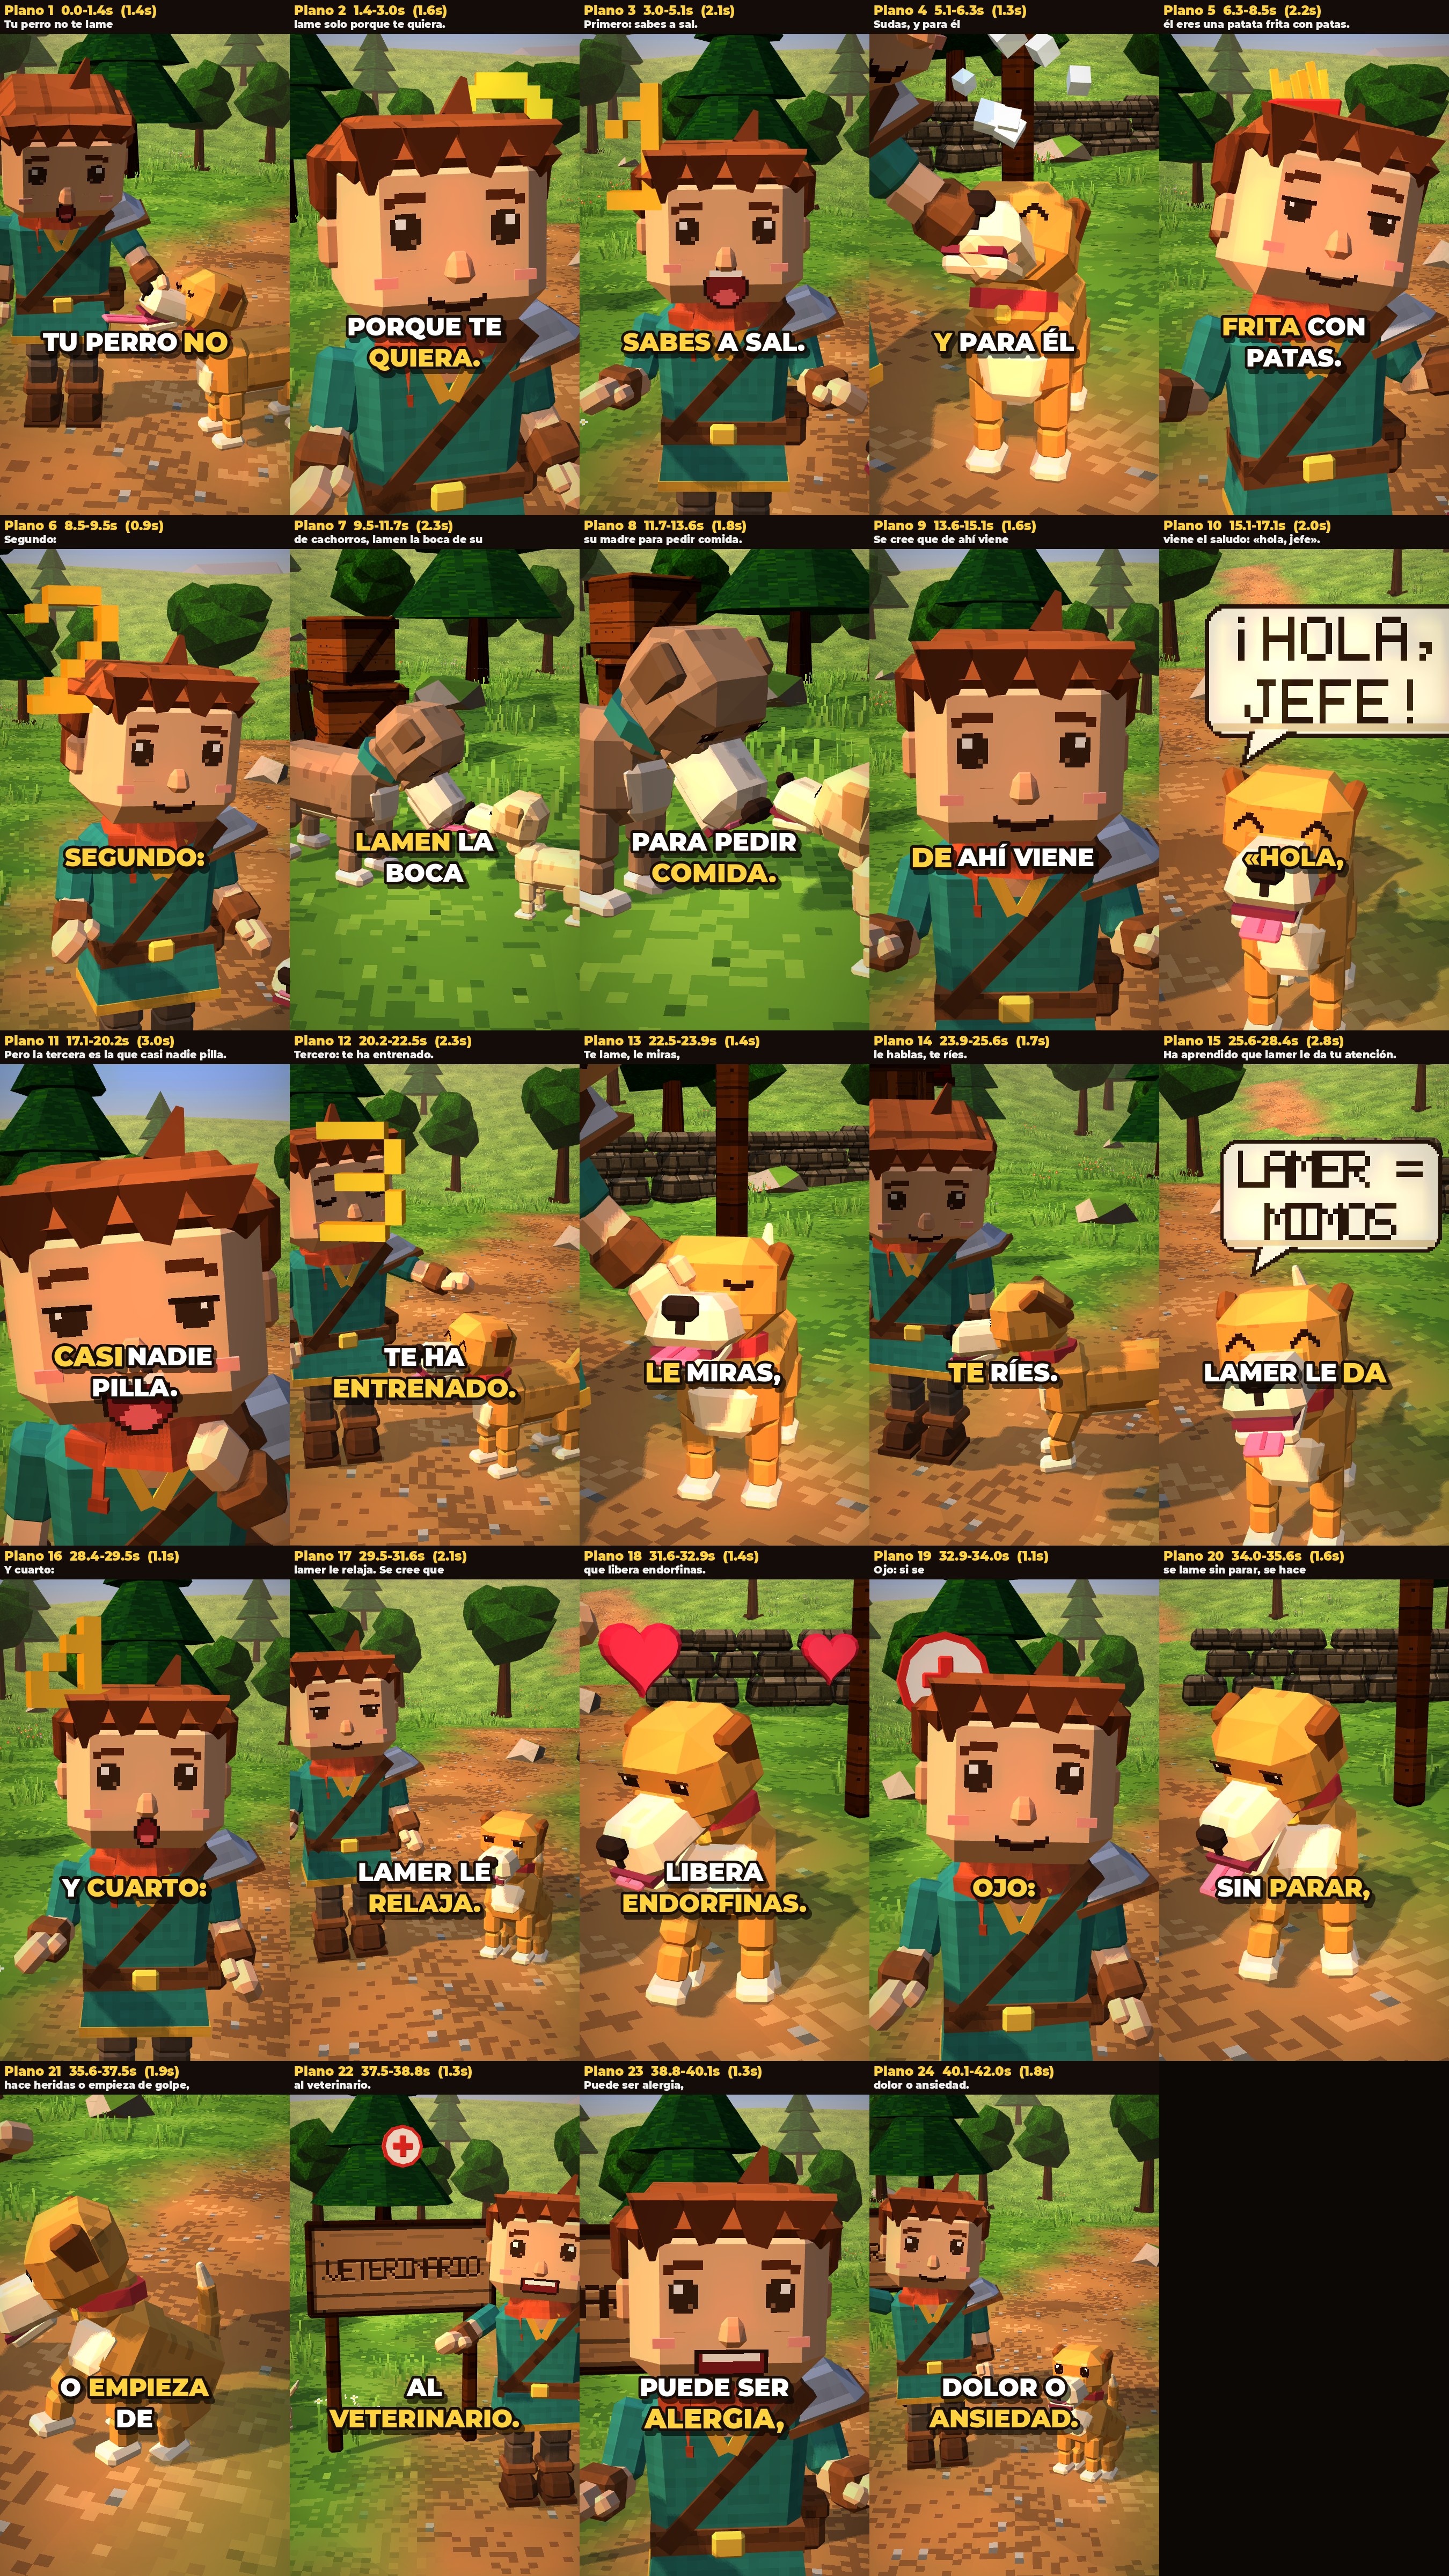 Plano 1 0.0-1.4s (1.4s)
Tu perro no te lame
TU PERRO NO
Plano 2 1.4-3.0s (1.6s)
lame solo porque te quiera.
PORQUE TE
QUIERA.
Plano 3 3.0-5.1s (2.1s)
Primero: sabes a sal.
1
SABES A SAL.
Plano 4 5.1-6.3s (1.3s)
Sudas, y para él
Y PARA ÉL
Plano 5 6.3-8.5s (2.2s)
él eres una patata frita con patas.
FRITA CON
PATAS.
Plano 6 8.5-9.5s (0.9s)
Segundo:
2
SEGUNDO:
Plano 7 9.5-11.7s (2.3s)
de cachorros, lamen la boca de su
LAMEN LA
BOCA
Plano 8 11.7-13.6s (1.8s)
su madre para pedir comida.
PARA PEDIR
COMIDA.
Plano 9 13.6-15.1s (1.6s)
Se cree que de ahí viene
DE AHÍ VIENE
Plano 10 15.1-17.1s (2.0s)
viene el saludo: «hola, jefe».
¡HOLA,
JEFE!
«HOLA,
Plano 11 17.1-20.2s (3.0s)
Pero la tercera es la que casi nadie pilla.
CASI NADIE
PILLA.
Plano 12 20.2-22.5s (2.3s)
Tercero: te ha entrenado.
3
TE HA
ENTRENADO.
Plano 13 22.5-23.9s (1.4s)
Te lame, le miras,
LE MIRAS,
Plano 14 23.9-25.6s (1.7s)
le hablas, te ríes.
TE RÍES.
Plano 15 25.6-28.4s (2.8s)
Ha aprendido que lamer le da tu atención.
LAMER =
MIMOS
LAMER LE DA
Plano 16 28.4-29.5s (1.1s)
Y cuarto:
4
Y CUARTO:
Plano 17 29.5-31.6s (2.1s)
lamer le relaja. Se cree que
LAMER LE
RELAJA.
Plano 18 31.6-32.9s (1.4s)
que libera endorfinas.
LIBERA
ENDORFINAS.
Plano 19 32.9-34.0s (1.1s)
Ojo: si se
OJO:
Plano 20 34.0-35.6s (1.6s)
se lame sin parar, se hace
SIN PARAR,
Plano 21 35.6-37.5s (1.9s)
hace heridas o empieza de golpe,
O EMPIEZA
DE
Plano 22 37.5-38.8s (1.3s)
al veterinario.
VETERINARIO
AL
VETERINARIO.
Plano 23 38.8-40.1s (1.3s)
Puede ser alergia,
PUEDE SER
ALERGIA,
Plano 24 40.1-42.0s (1.8s)
dolor o ansiedad.
DOLOR O
ANSIEDAD.